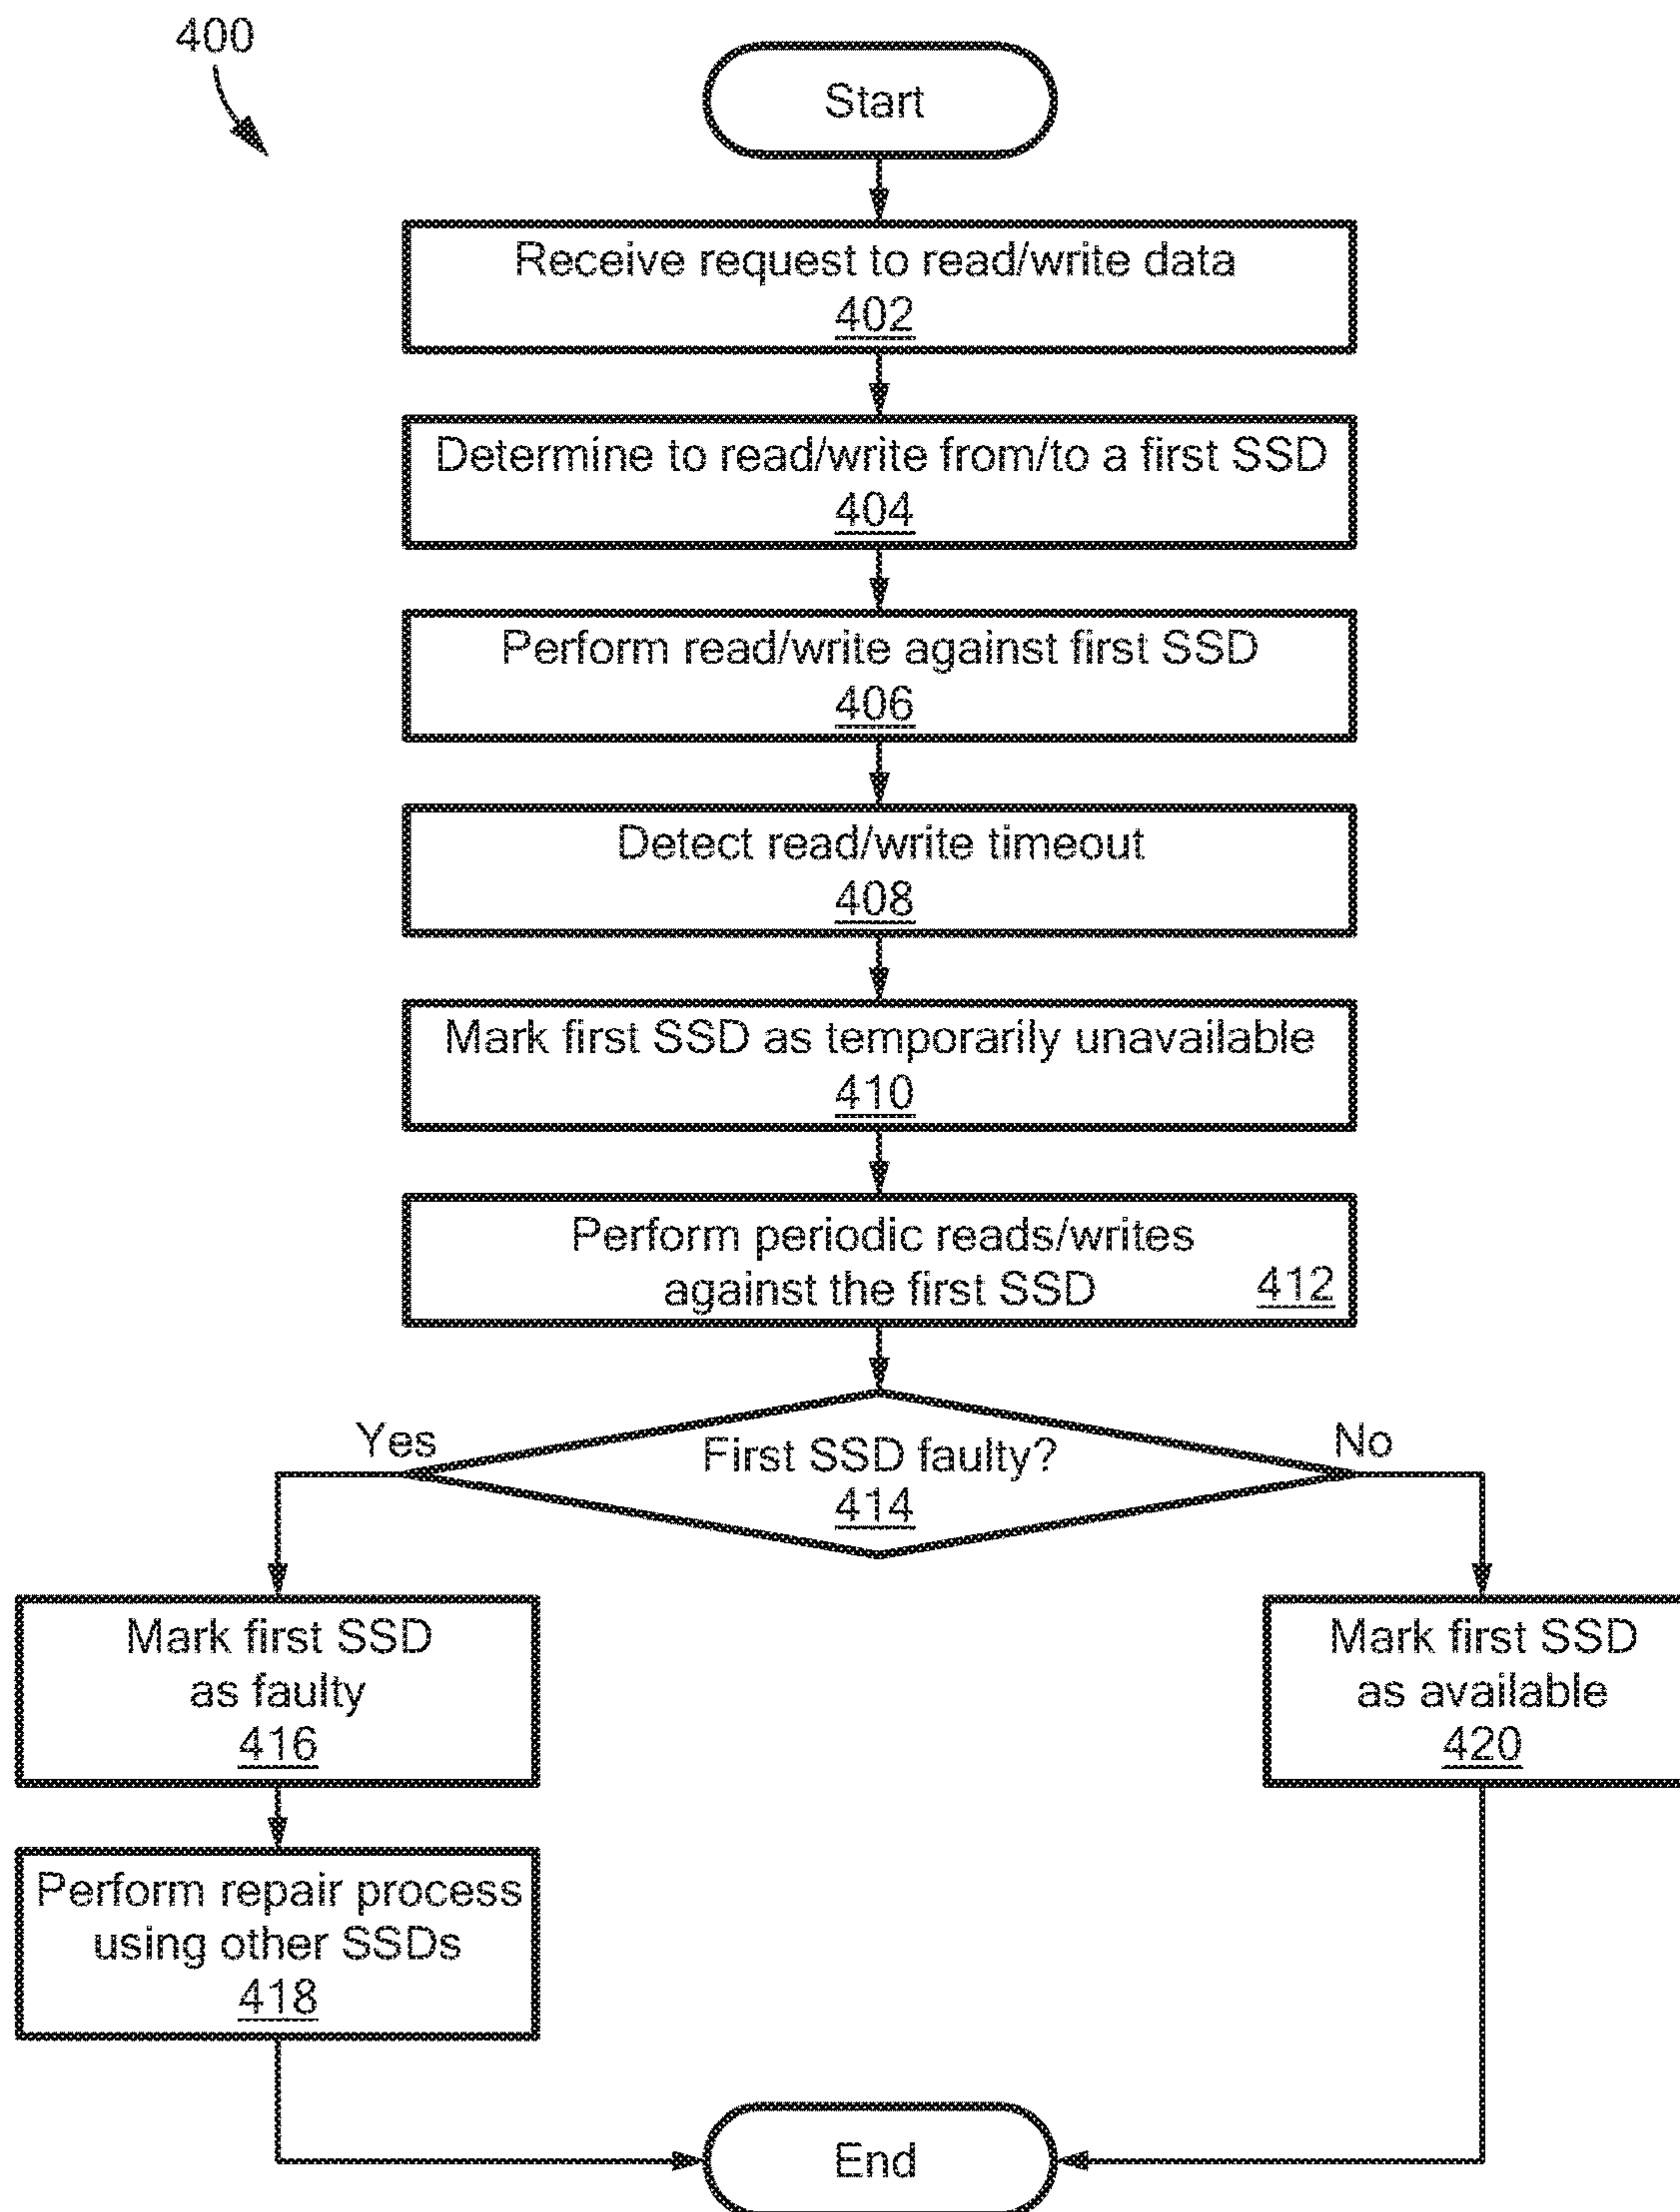 400
Start
Receive request to read/write data
402
Determine to read/write from/to a first SSD
404
Perform read/write against first SSD
406
Detect read/write timeout
408
Mark first SSD as temporarily unavailable
410
Perform periodic reads/writes
against the first SSD
412
First SSD faulty?
414
Yes
No
Mark first SSD
as faulty
416
Mark first SSD
as available
420
Perform repair process
using other SSDs
418
End